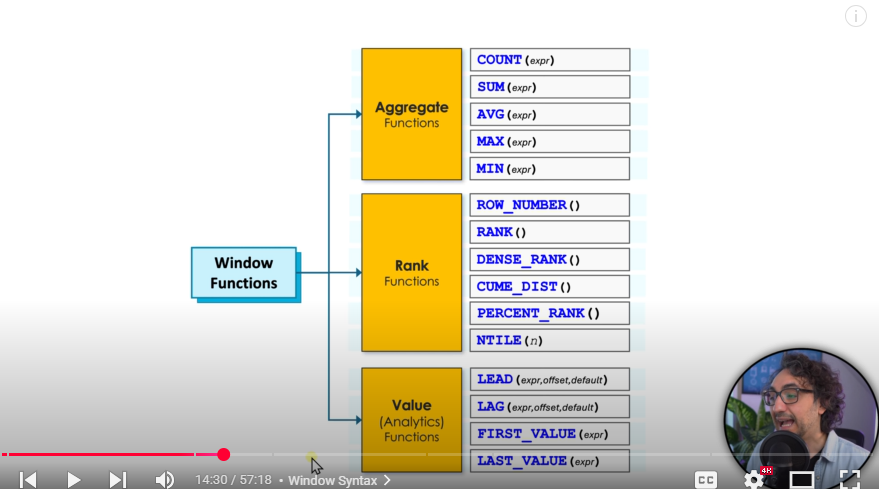 Window
Functions
Aggregate
Functions
COUNT (expr)
SUM (expr)
AVG (expr)
MAX (expr)
MIN (expr)
Rank
Functions
ROW_NUMBER ()
RANK ()
DENSE_RANK ()
CUME_DIST ()
PERCENT_RANK ()
NTILE (n)
Value
(Analytics)
Functions
LEAD (expr,offset,default)
LAG (expr,offset,default)
FIRST_VALUE (expr)
LAST_VALUE (expr)
14:30 / 57:18 • Window Syntax
CC
4K